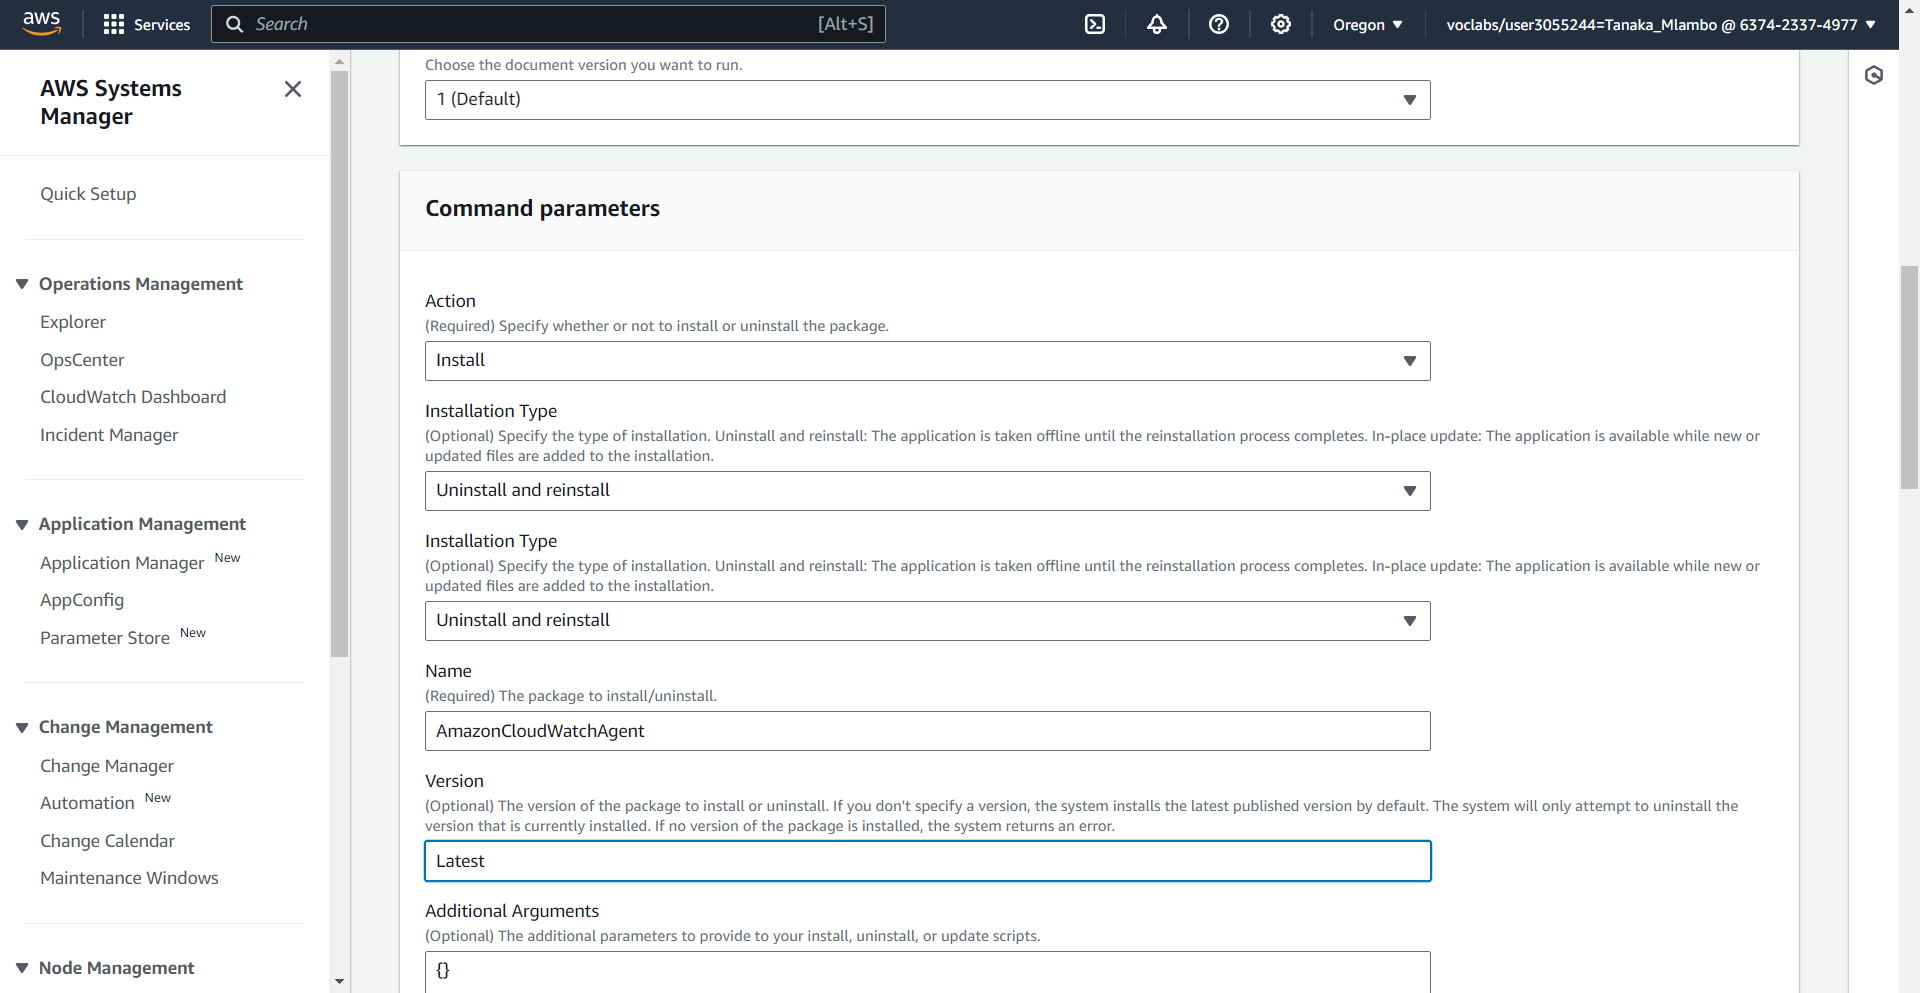 aws
Services
Search
[Alt+S]
Oregon
voclabs/user3055244=Tanaka_Mlambo @ 6374-2337-4977
AWS Systems
Manager
Quick Setup
Operations Management
Explorer
OpsCenter
CloudWatch Dashboard
Incident Manager
Application Management
Application Manager New
AppConfig
Parameter Store New
Change Management
Change Manager
Automation New
Change Calendar
Maintenance Windows
Node Management
Choose the document version you want to run.
1 (Default)
Command parameters
Action
(Required) Specify whether or not to install or uninstall the package.
Install
Installation Type
(Optional) Specify the type of installation. Uninstall and reinstall: The application is taken offline until the reinstallation process completes. In-place update: The application is available while new or
updated files are added to the installation.
Uninstall and reinstall
Installation Type
(Optional) Specify the type of installation. Uninstall and reinstall: The application is taken offline until the reinstallation process completes. In-place update: The application is available while new or
updated files are added to the installation.
Uninstall and reinstall
Name
(Required) The package to install/uninstall.
AmazonCloudWatchAgent
Version
(Optional) The version of the package to install or uninstall. If you don't specify a version, the system installs the latest published version by default. The system will only attempt to uninstall the
version that is currently installed. If no version of the package is installed, the system returns an error.
Latest
Additional Arguments
(Optional) The additional parameters to provide to your install, uninstall, or update scripts.
{}